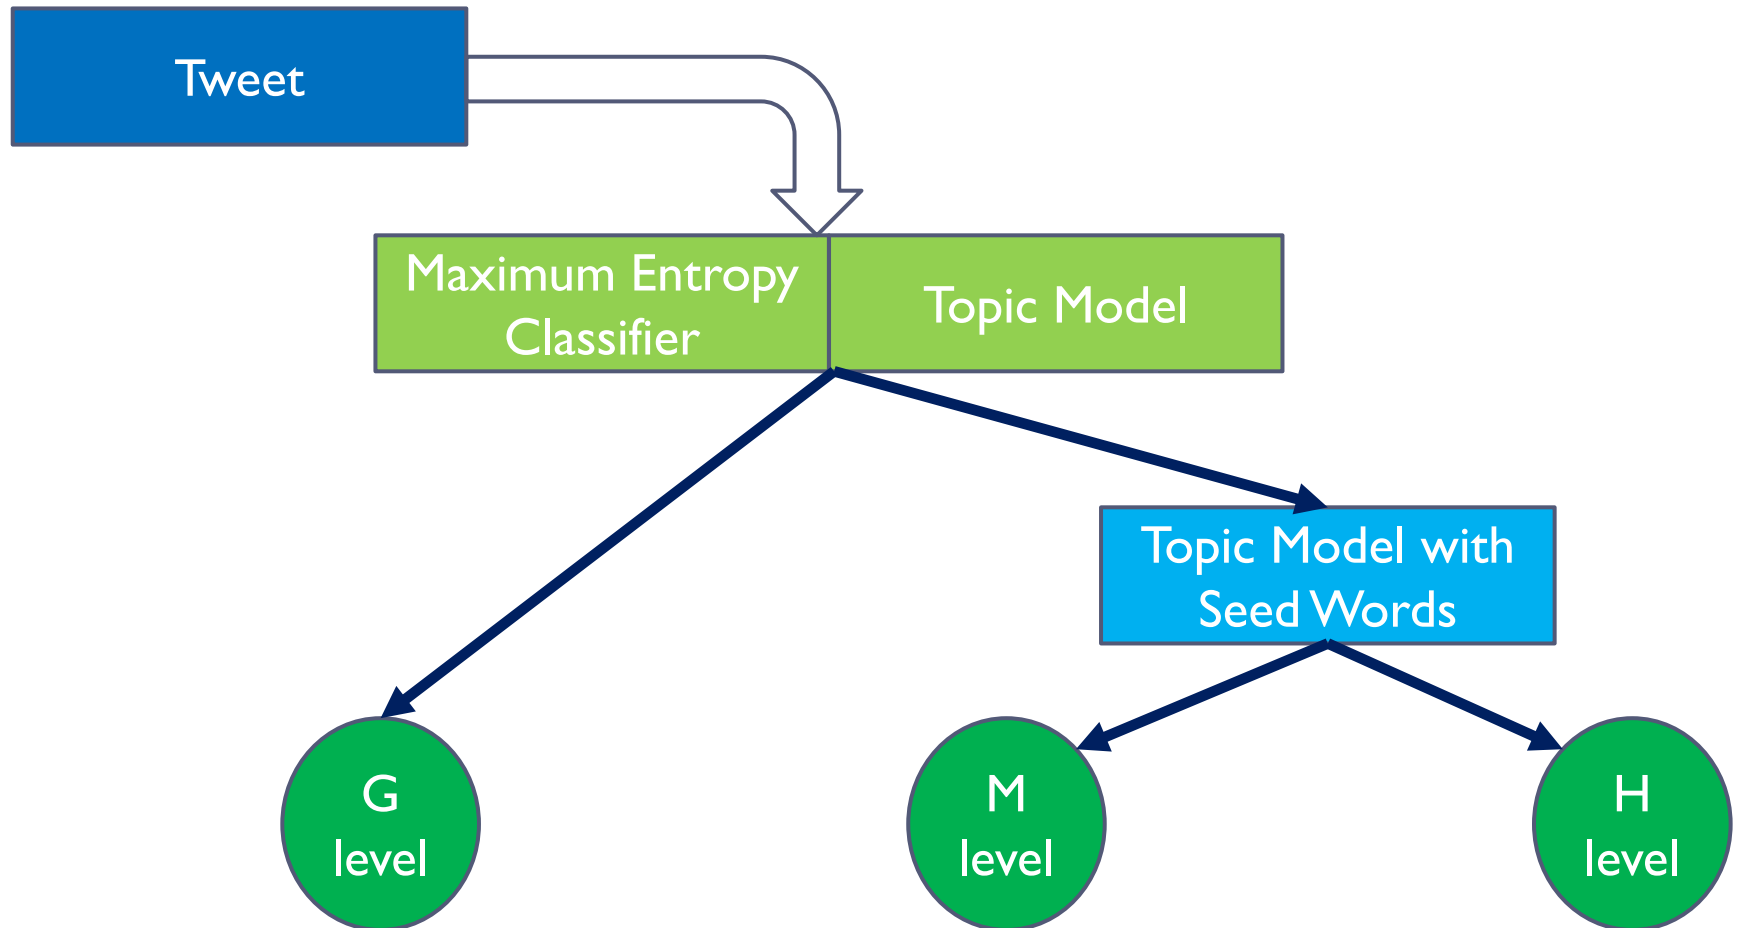 Tweet
Maximum Entropy
Classifier
Topic Model
Topic Model with
Seed Words
G
level
M
level
H
level